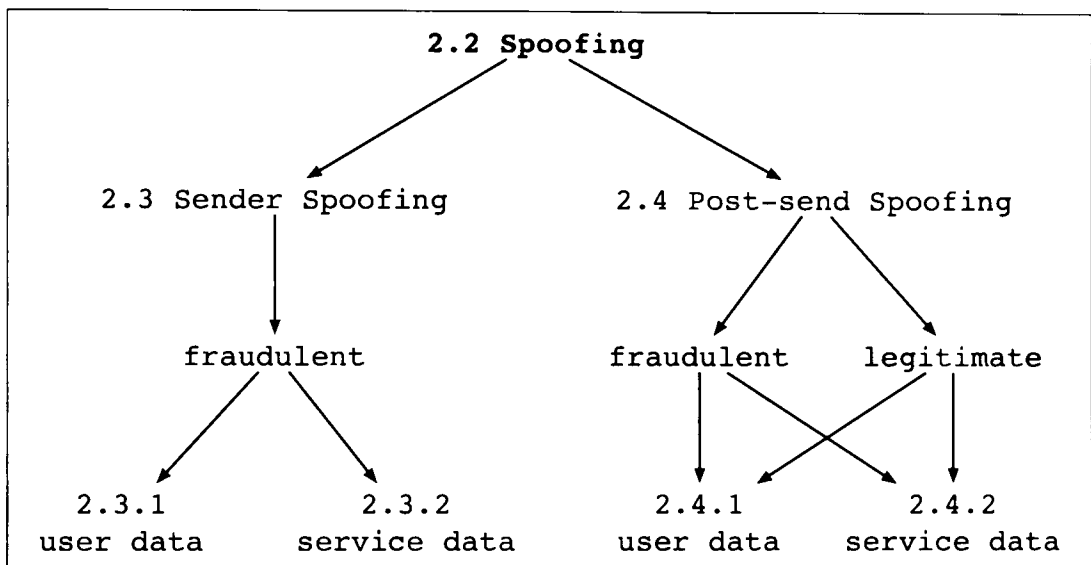 2.2 Spoofing
2.3 Sender Spoofing 2.4 Post-send Spoofing
fraudulent fraudulent legitimate
2.3.1 2.3.2 2.4.1 2.4.2
user data service data user data service data